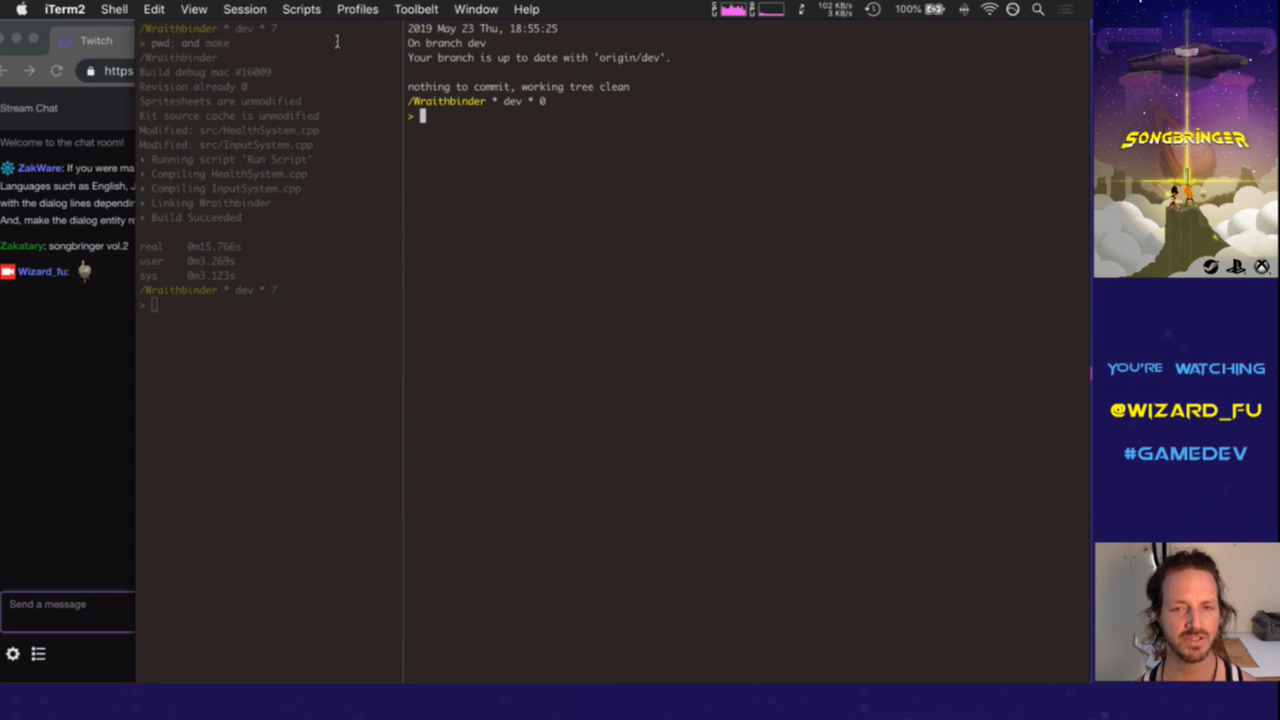 iTerm2 Shell Edit View Session Scripts Profiles Toolbelt Window Help
102 KB/s
3 KB/s
100%
Twitch
https
Stream Chat
Welcome to the chat room!
ZakWare: If you were ma
Languages such as English, J
with the dialog lines dependin
And, make the dialog entity re
Zakatary: songbringer vol.2
Wizard_fu:
Send a message
/Wraithbinder * dev * 7
> pwd; and make
/Wraithbinder
Build debug mac #16009
Revision already 0
Spritesheets are unmodified
Kit source cache is unmodified
Modified: src/HealthSystem.cpp
Modified: src/InputSystem.cpp
› Running script 'Run Script'
› Compiling HealthSystem.cpp
› Compiling InputSystem.cpp
› Linking Wraithbinder
› Build Succeeded
real 0m15.766s
user 0m3.269s
sys 0m3.123s
/Wraithbinder * dev * 7
>
2019 May 23 Thu, 18:55:25
On branch dev
Your branch is up to date with 'origin/dev'.
nothing to commit, working tree clean
/Wraithbinder * dev * 0
>
SONGBRINGER
YOU'RE WATCHING
@WIZARD_FU
#GAMEDEV